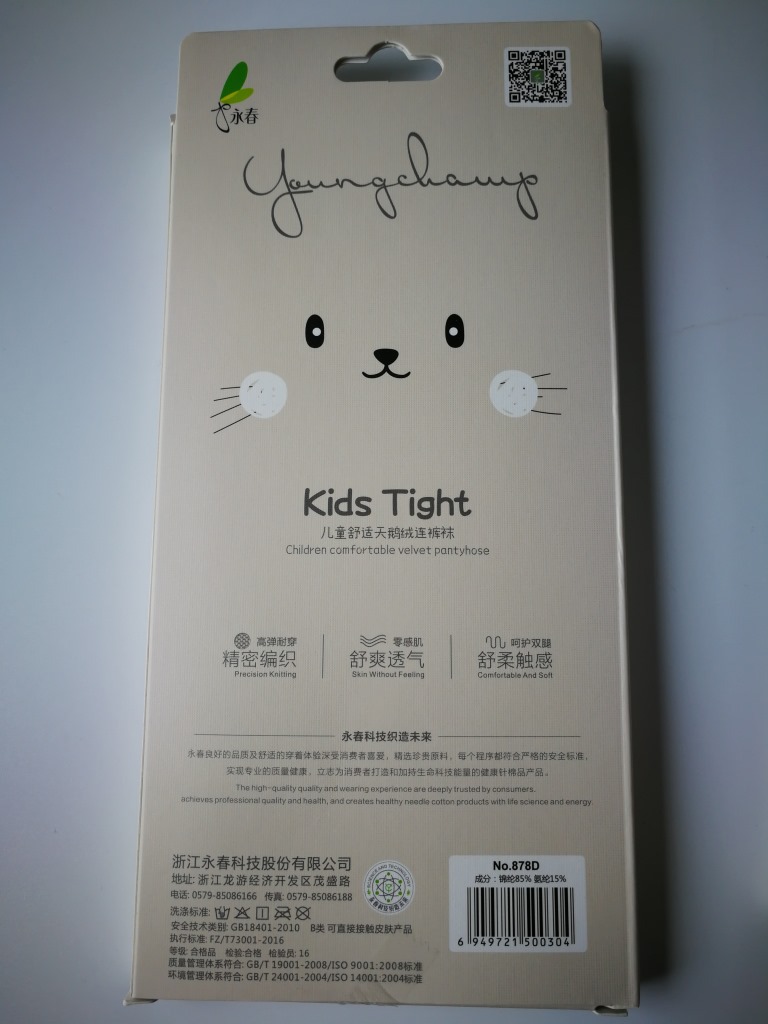 永春
Youngchamp
Kids Tight
儿童舒适天鹅绒连裤袜
Children comfortable velvet pantyhose
高弹耐穿
精密编织
Precision Knitting
零感肌
舒爽透气
Skin Without Feeling
呵护双腿
舒柔触感
Comfortable And Soft
永春科技织造未来
永春良好的品质及舒适的穿着体验深受消费者喜爱，精选珍贵原料，每个程序都符合严格的安全标准，
实现专业的质量健康，立志为消费者打造和加持生命科技能量的健康针棉品产品。
The high-quality quality and wearing experience are deeply trusted by consumers.
achieves professional quality and health, and creates healthy needle cotton products with life science and energy.
浙江永春科技股份有限公司
地址: 浙江龙游经济开发区茂盛路
电话: 0579-85086166 传真: 0579-85086188
洗涤标准:
安全技术类别: GB18401-2010 B类 可直接接触皮肤产品
执行标准: FZ/T73001-2016
等级: 合格品 检验:合格 检验员: 16
质量管理体系符合: GB/T 19001-2008/ISO 9001:2008标准
环境管理体系符合: GB/T 24001-2004/ISO 14001:2004标准
No.878D
成分: 锦纶85% 氨纶15%
6 949721 500304